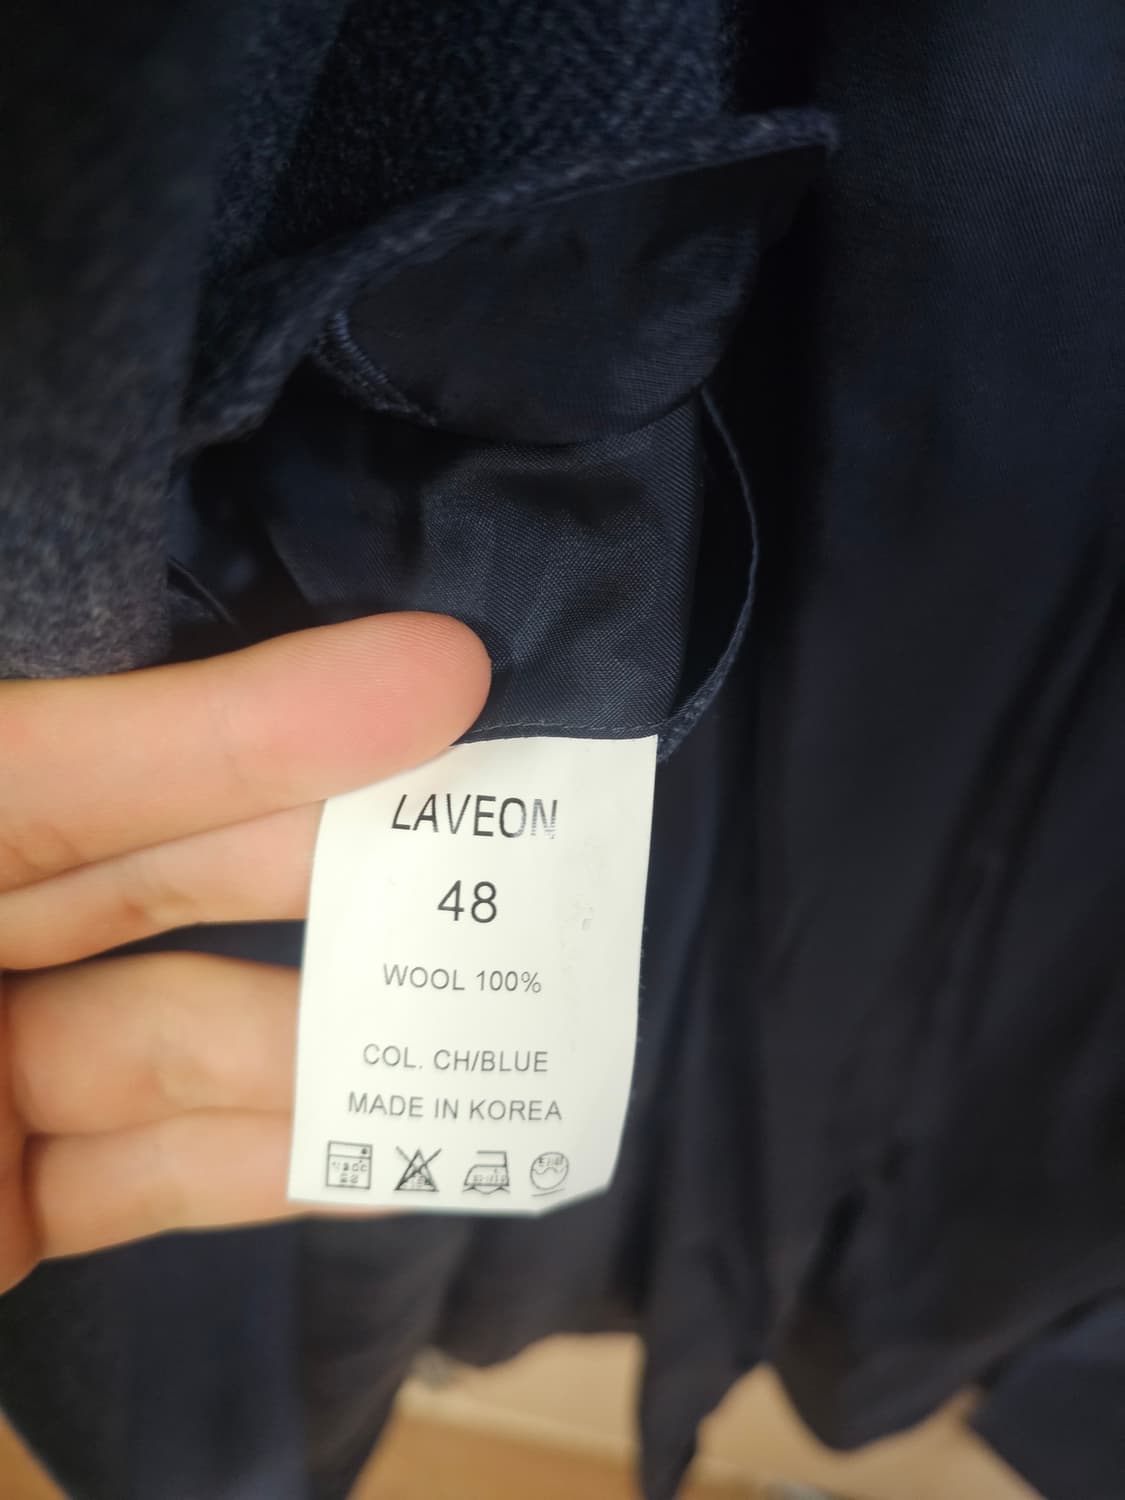 LAVEON
48
WOOL 100%
COL. CH/BLUE
MADE IN KOREA